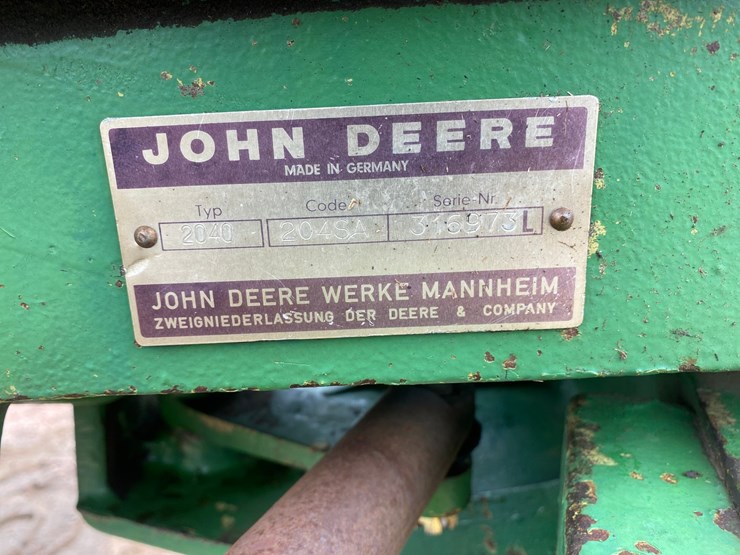 JOHN DEERE
MADE IN GERMANY
Typ Code Serie-Nr.
2040 204SA 316973L
JOHN DEERE WERKE MANNHEIM
ZWEIGNIEDERLASSUNG DER DEERE & COMPANY